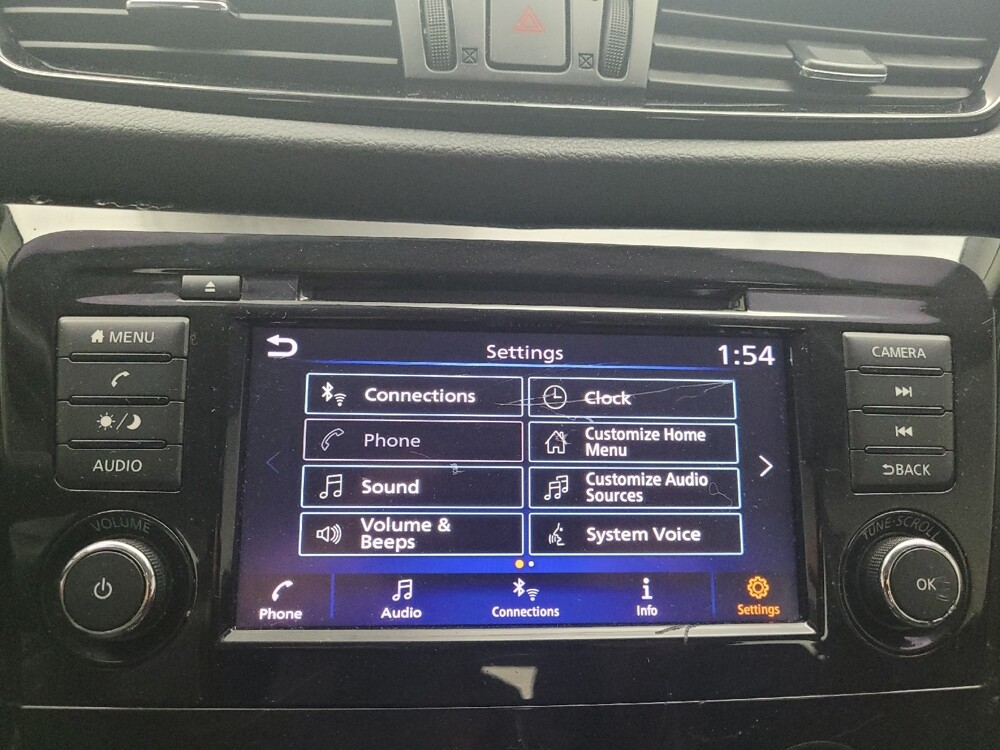 MENU
AUDIO
VOLUME
Settings
1:54
Connections
Clock
Phone
Customize Home
Menu
Sound
Customize Audio
Sources
Volume &
Beeps
System Voice
Phone
Audio
Connections
Info
Settings
CAMERA
BACK
TUNE·SCROLL
OK